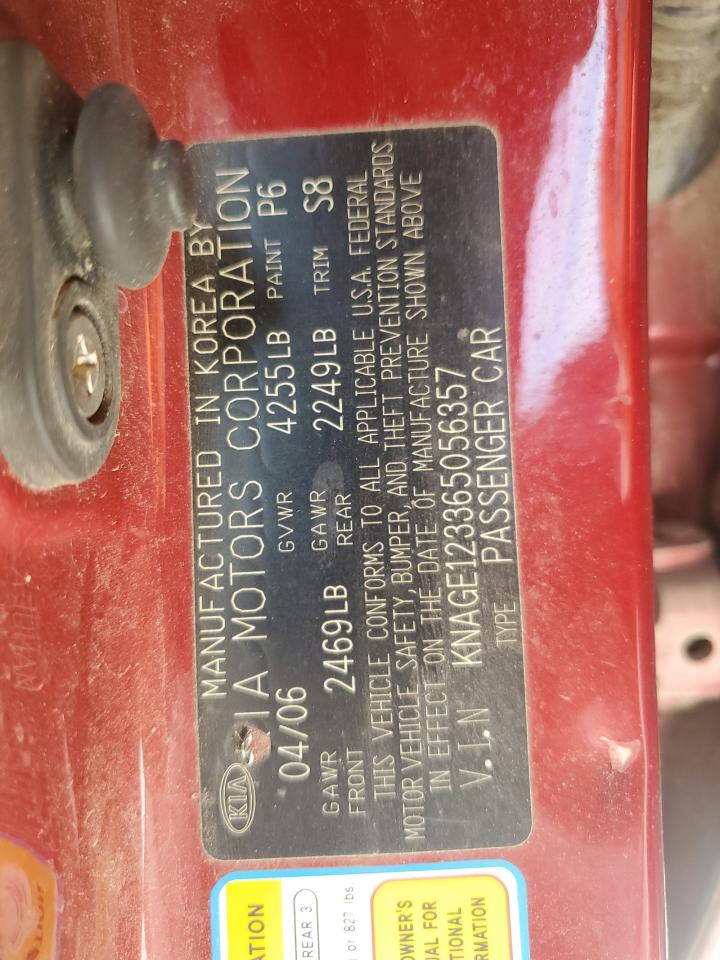 MANUFACTURED IN KOREA BY
KIA IA MOTORS CORPORATION
04/06 GVWR 4255LB PAINT P6
GAWR FRONT 2469LB GAWR REAR 2249LB TRIM S8
THIS VEHICLE CONFORMS TO ALL APPLICABLE U.S.A. FEDERAL
MOTOR VEHICLE SAFETY, BUMPER, AND THEFT PREVENTION STANDARDS
IN EFFECT ON THE DATE OF MANUFACTURE SHOWN ABOVE
V.I.N KNAGE123365056357
TYPE PASSENGER CAR
ATION
REAR 3
or 827 lbs.
OWNER'S
UAL FOR
TIONAL
RMATION